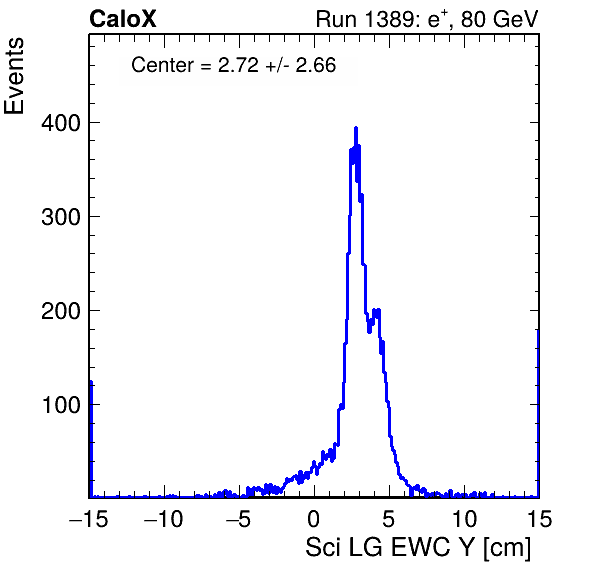 CaloX Run 1389: e⁺, 80 GeV
Center = 2.72 +/- 2.66
Events
400
300
200
100
−15 −10 −5 0 5 10 15
Sci LG EWC Y [cm]